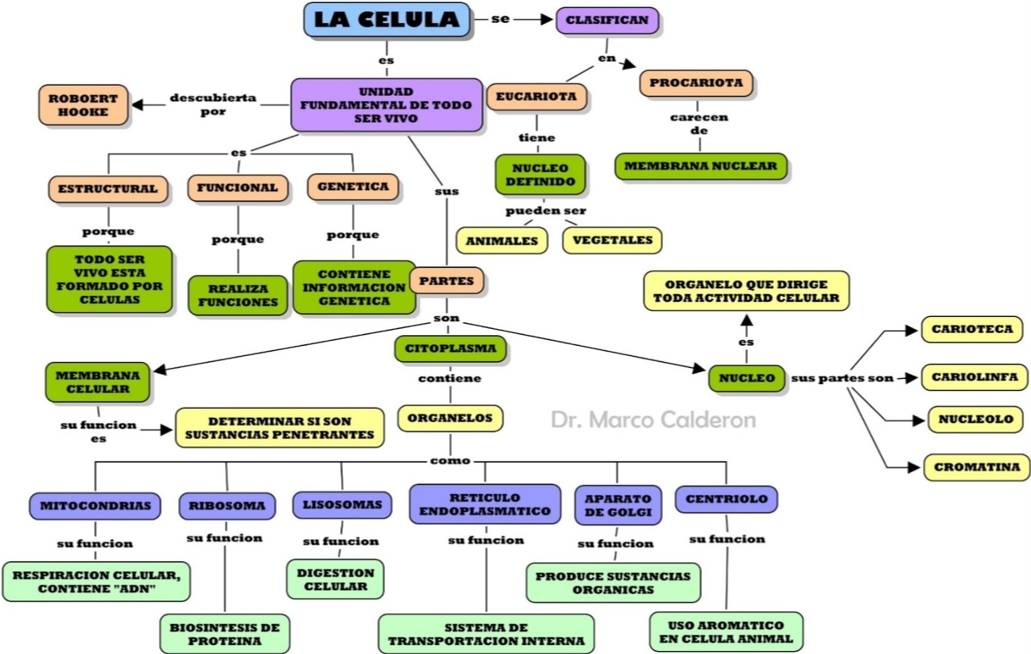 LA CELULA
se
CLASIFICAN
es
en
UNIDAD
FUNDAMENTAL DE TODO
SER VIVO
descubierta
por
ROBOERT
HOOKE
EUCARIOTA
PROCARIOTA
tiene
carecen
de
NUCLEO
DEFINIDO
MEMBRANA NUCLEAR
pueden ser
ANIMALES
VEGETALES
es
ESTRUCTURAL
FUNCIONAL
GENETICA
sus
porque
porque
porque
TODO SER
VIVO ESTA
FORMADO POR
CELULAS
REALIZA
FUNCIONES
CONTIENE
INFORMACION
GENETICA
PARTES
son
ORGANELO QUE DIRIGE
TODA ACTIVIDAD CELULAR
es
MEMBRANA
CELULAR
CITOPLASMA
NUCLEO
sus partes son
CARIOTECA
CARIOLINFA
NUCLEOLO
CROMATINA
su funcion
es
DETERMINAR SI SON
SUSTANCIAS PENETRANTES
contiene
ORGANELOS
Dr. Marco Calderon
como
MITOCONDRIAS
RIBOSOMA
LISOSOMAS
RETICULO
ENDOPLASMATICO
APARATO
DE GOLGI
CENTRIOLO
su funcion
su funcion
su funcion
su funcion
su funcion
su funcion
RESPIRACION CELULAR,
CONTIENE "ADN"
BIOSINTESIS DE
PROTEINA
DIGESTION
CELULAR
SISTEMA DE
TRANSPORTACION INTERNA
PRODUCE SUSTANCIAS
ORGANICAS
USO AROMATICO
EN CELULA ANIMAL